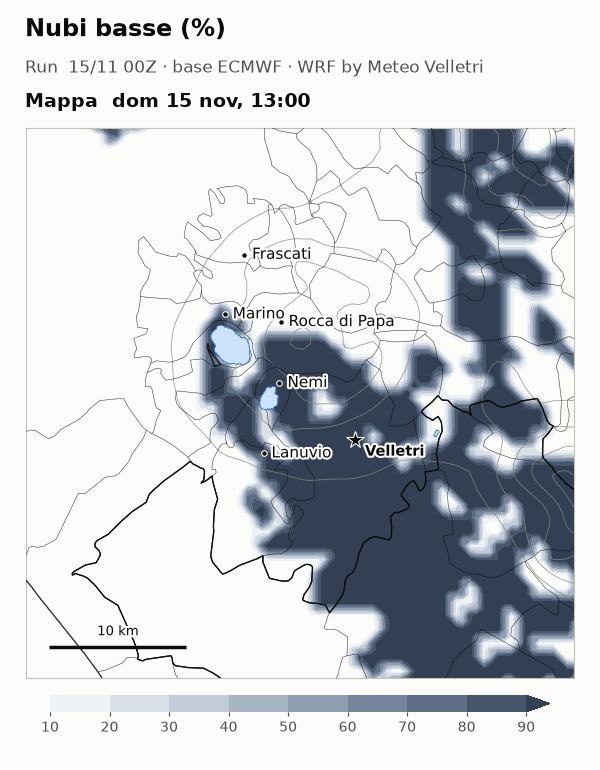 Nubi basse (%)
Run  15/11 00Z · base ECMWF · WRF by Meteo Velletri
Mappa  dom 15 nov, 13:00
Frascati
Marino
Rocca di Papa
Nemi
Velletri
Lanuvio
10 km
10 20 30 40 50 60 70 80 90